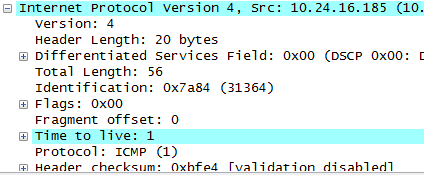 Internet Protocol Version 4, Src: 10.24.16.185 (10.
Version: 4
Header Length: 20 bytes
Differentiated Services Field: 0x00 (DSCP 0x00: D
Total Length: 56
Identification: 0x7a84 (31364)
Flags: 0x00
Fragment offset: 0
Time to live: 1
Protocol: ICMP (1)
Header checksum: 0xbfe4 [validation disabled]